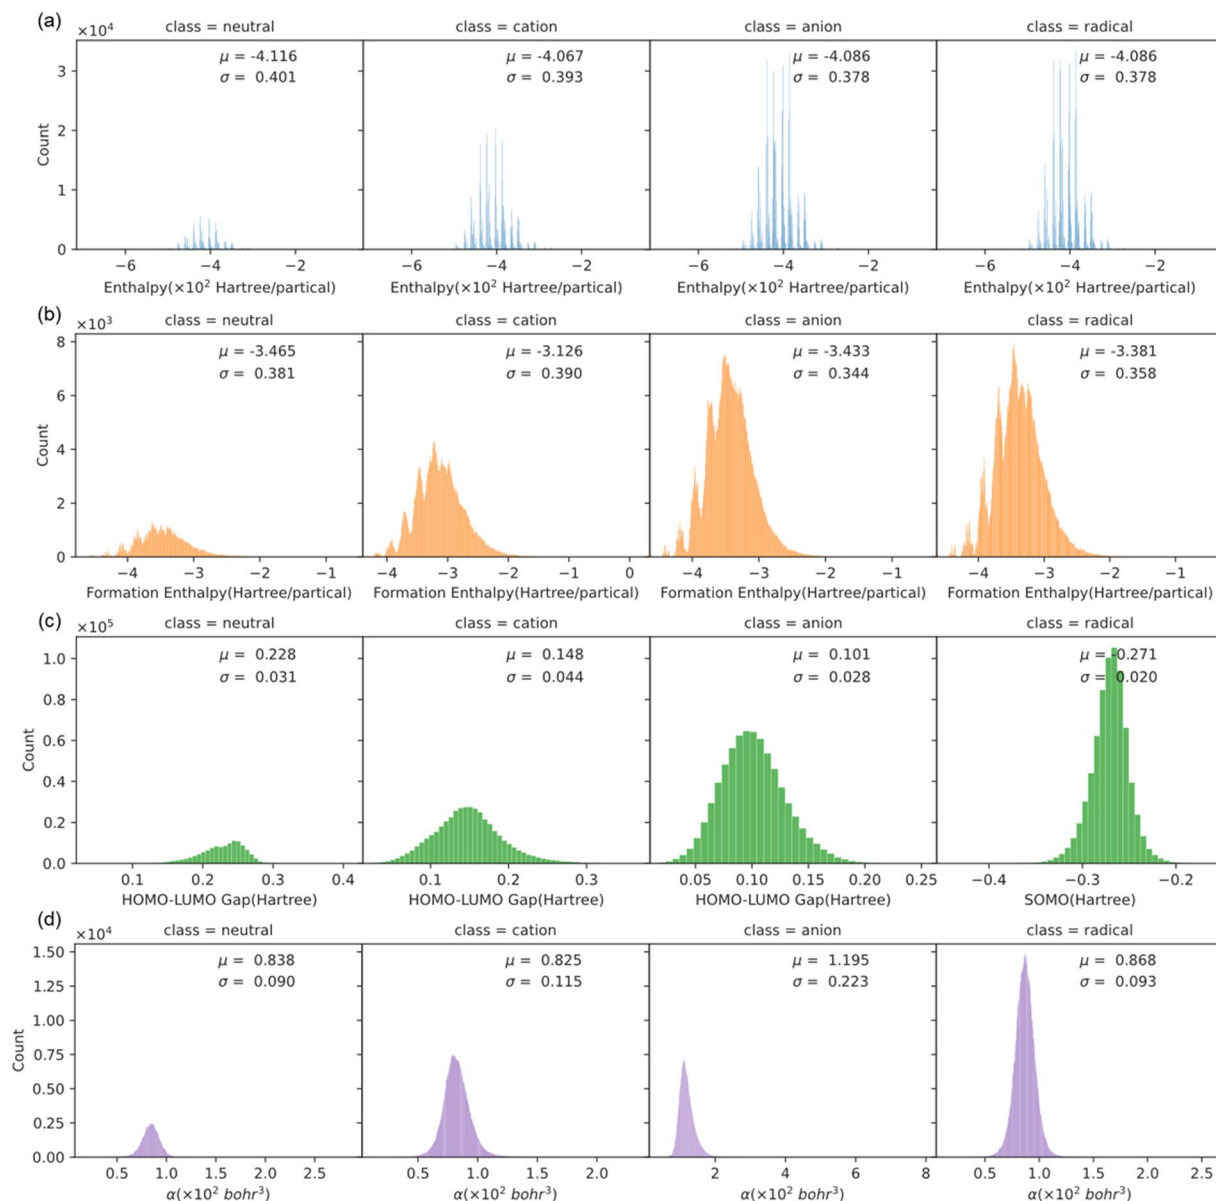 (a)
×10⁴
class = neutral
class = cation
class = anion
class = radical
μ = -4.116
σ = 0.401
μ = -4.067
σ = 0.393
μ = -4.086
σ = 0.378
μ = -4.086
σ = 0.378
Count
3
2
1
0
−6 −4 −2
−6 −4 −2
−6 −4 −2
−6 −4 −2
Enthalpy(×10² Hartree/partical)
Enthalpy(×10² Hartree/partical)
Enthalpy(×10² Hartree/partical)
Enthalpy(×10² Hartree/partical)
(b)
×10³
class = neutral
class = cation
class = anion
class = radical
μ = -3.465
σ = 0.381
μ = -3.126
σ = 0.390
μ = -3.433
σ = 0.344
μ = -3.381
σ = 0.358
Count
8
6
4
2
0
−4 −3 −2 −1
−4 −3 −2 −1 0
−4 −3 −2 −1
−4 −3 −2 −1
Formation Enthalpy(Hartree/partical)
Formation Enthalpy(Hartree/partical)
Formation Enthalpy(Hartree/partical)
Formation Enthalpy(Hartree/partical)
(c)
×10⁵
class = neutral
class = cation
class = anion
class = radical
μ = 0.228
σ = 0.031
μ = 0.148
σ = 0.044
μ = 0.101
σ = 0.028
μ = -0.271
σ = 0.020
Count
1.0
0.8
0.6
0.4
0.2
0.0
0.1 0.2 0.3 0.4
0.1 0.2 0.3
0.05 0.10 0.15 0.20 0.25
−0.4 −0.3 −0.2
HOMO-LUMO Gap(Hartree)
HOMO-LUMO Gap(Hartree)
HOMO-LUMO Gap(Hartree)
SOMO(Hartree)
(d)
×10⁴
class = neutral
class = cation
class = anion
class = radical
μ = 0.838
σ = 0.090
μ = 0.825
σ = 0.115
μ = 1.195
σ = 0.223
μ = 0.868
σ = 0.093
Count
1.50
1.25
1.00
0.75
0.50
0.25
0.00
0.5 1.0 1.5 2.0 2.5
0.5 1.0 1.5 2.0
2 4 6 8
0.5 1.0 1.5 2.0 2.5
α(×10² bohr³)
α(×10² bohr³)
α(×10² bohr³)
α(×10² bohr³)